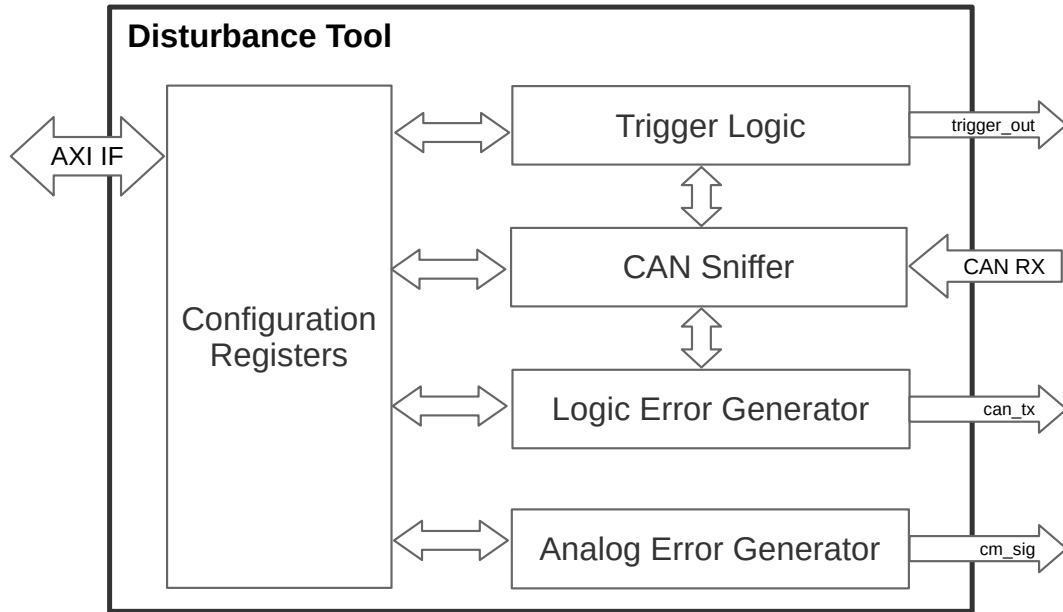 Disturbance Tool
AXI IF
Configuration
Registers
Trigger Logic
trigger_out
CAN Sniffer
CAN RX
Logic Error Generator
can_tx
Analog Error Generator
cm_sig